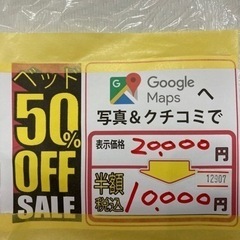 ベッド
50%
OFF
SALE
Google
Maps へ
写真&クチコミで
表示価格 20,000円
12907
半額
税込 10,000円